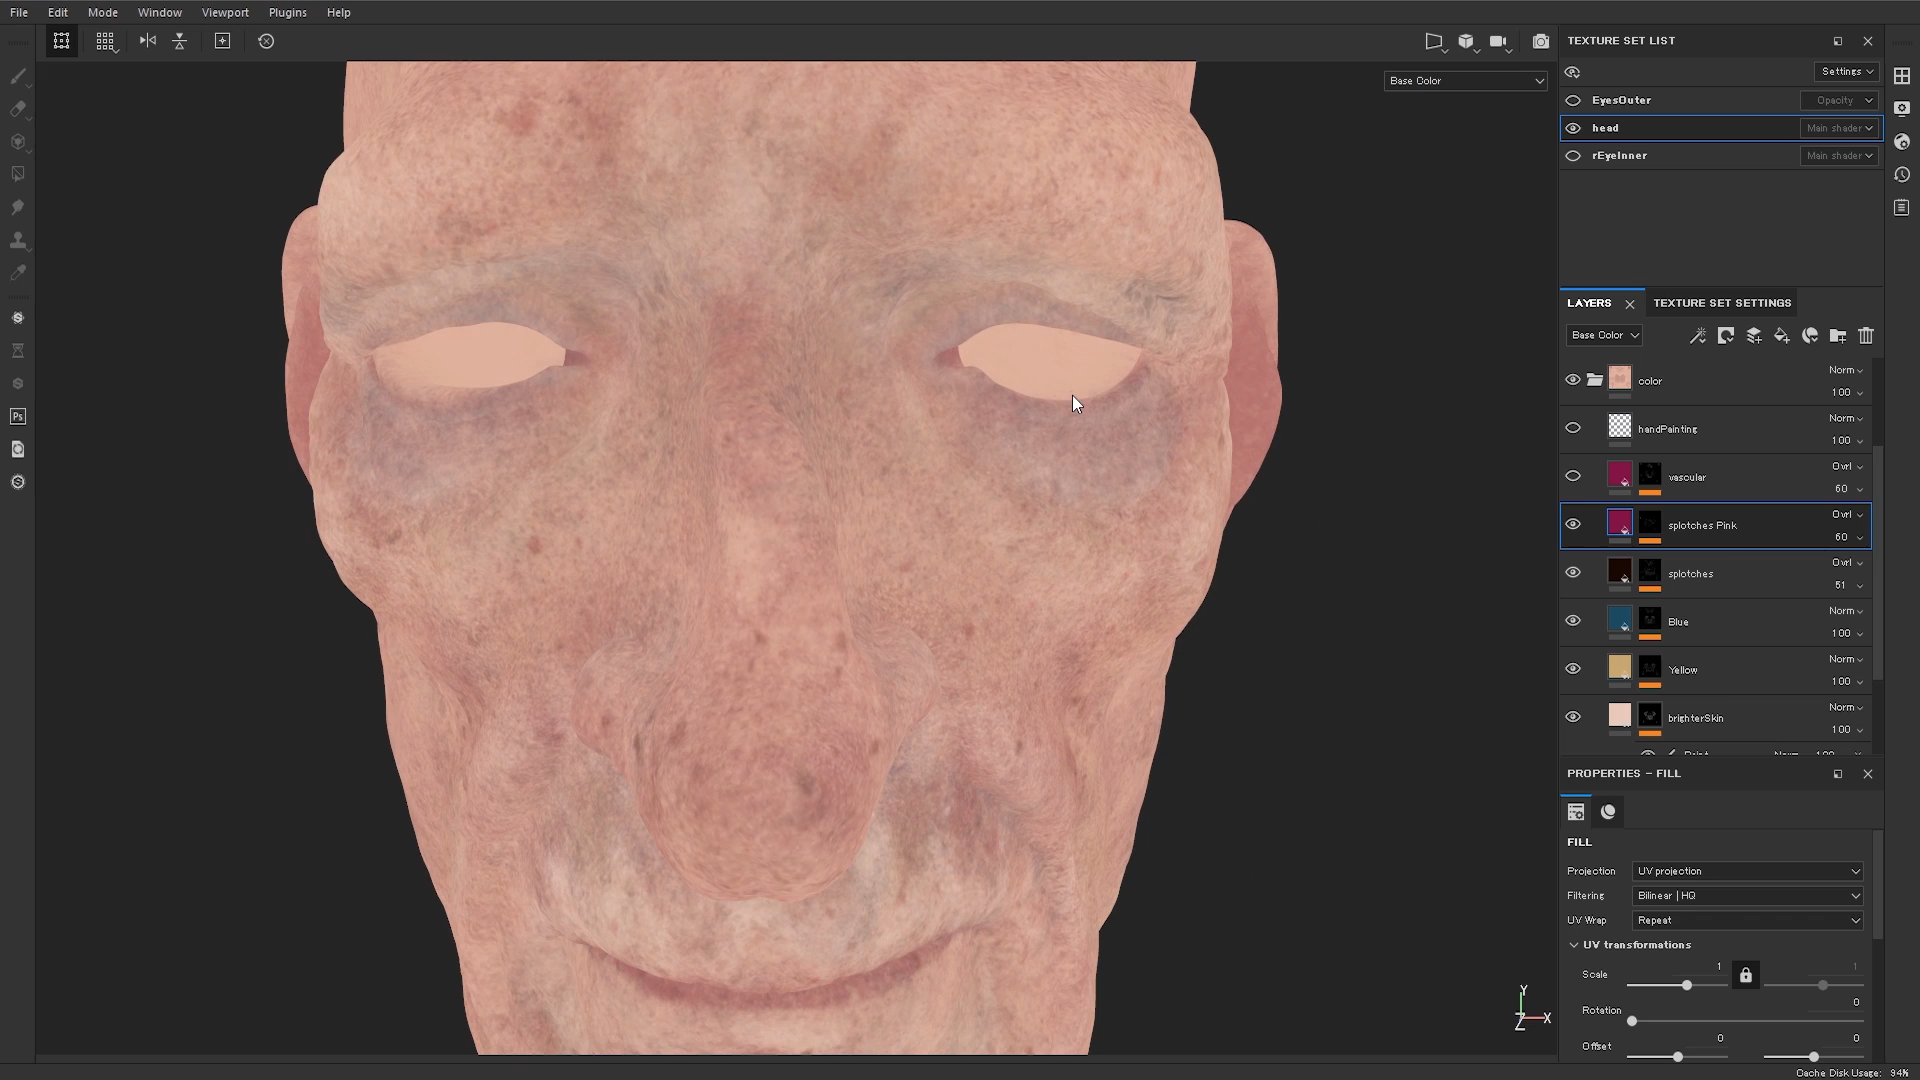 File Edit Mode Window Viewport Plugins Help
Base Color
TEXTURE SET LIST
Settings
EyesOuter Opacity
head Main shader
rEyeInner Main shader
LAYERS TEXTURE SET SETTINGS
Base Color
color Norm 100
handPainting Norm 100
vascular Ovrl 60
splotches Pink Ovrl 60
splotches Ovrl 51
Blue Norm 100
Yellow Norm 100
brighterSkin Norm 100
PROPERTIES - FILL
FILL
Projection UV projection
Filtering Bilinear | HQ
UV Wrap Repeat
UV transformations
Scale 1 1
Rotation 0
Offset 0 0
Ps
Y
Z X
Cache Disk Usage: 94%